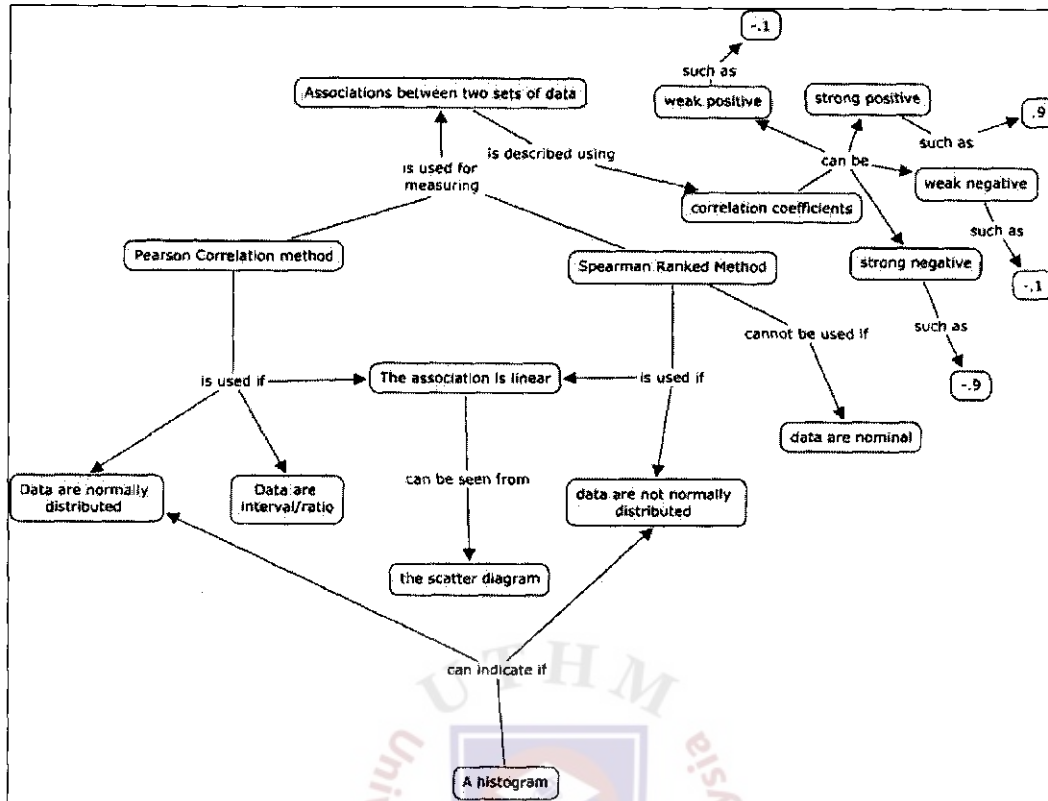 -.1
such as
Associations between two sets of data
weak positive
strong positive
.9
such as
is described using
can be
is used for
measuring
weak negative
correlation coefficients
such as
Pearson Correlation method
Spearman Ranked Method
strong negative
-.1
cannot be used if
such as
is used if
The association is linear
is used if
-.9
data are nominal
Data are normally
distributed
Data are
interval/ratio
can be seen from
data are not normally
distributed
the scatter diagram
can indicate if
UTHM
Univ
ysia
A histogram